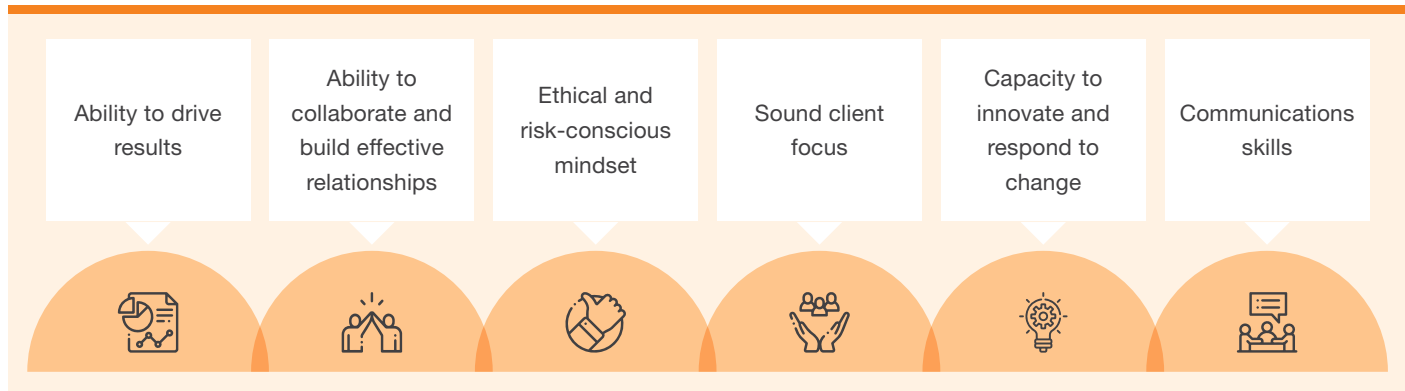 Ability to drive
results
Ability to
collaborate and
build effective
relationships
Ethical and
risk-conscious
mindset
Sound client
focus
Capacity to
innovate and
respond to
change
Communications
skills